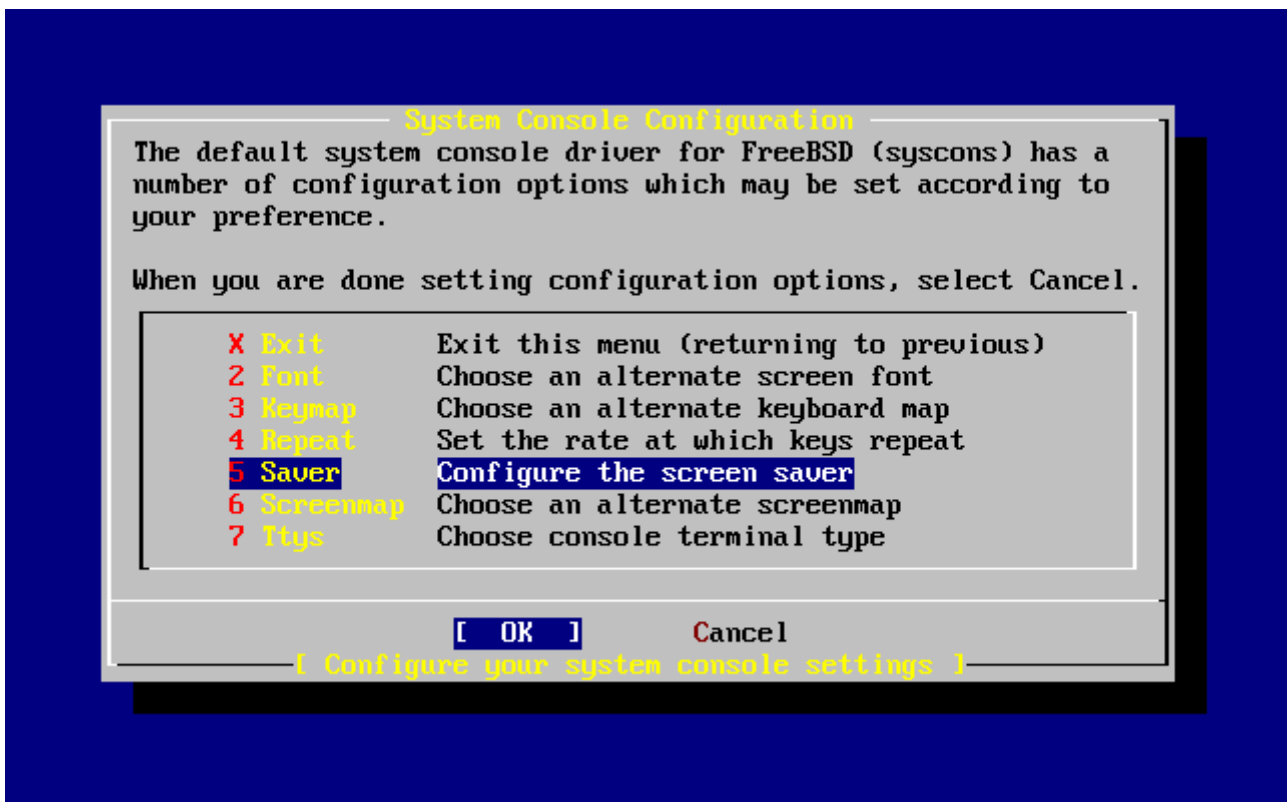 System Console Configuration
The default system console driver for FreeBSD (syscons) has a
number of configuration options which may be set according to
your preference.
When you are done setting configuration options, select Cancel.
X Exit Exit this menu (returning to previous)
2 Font Choose an alternate screen font
3 Keymap Choose an alternate keyboard map
4 Repeat Set the rate at which keys repeat
5 Saver Configure the screen saver
6 Screenmap Choose an alternate screenmap
7 Ttys Choose console terminal type
[ OK ] Cancel
[ Configure your system console settings ]